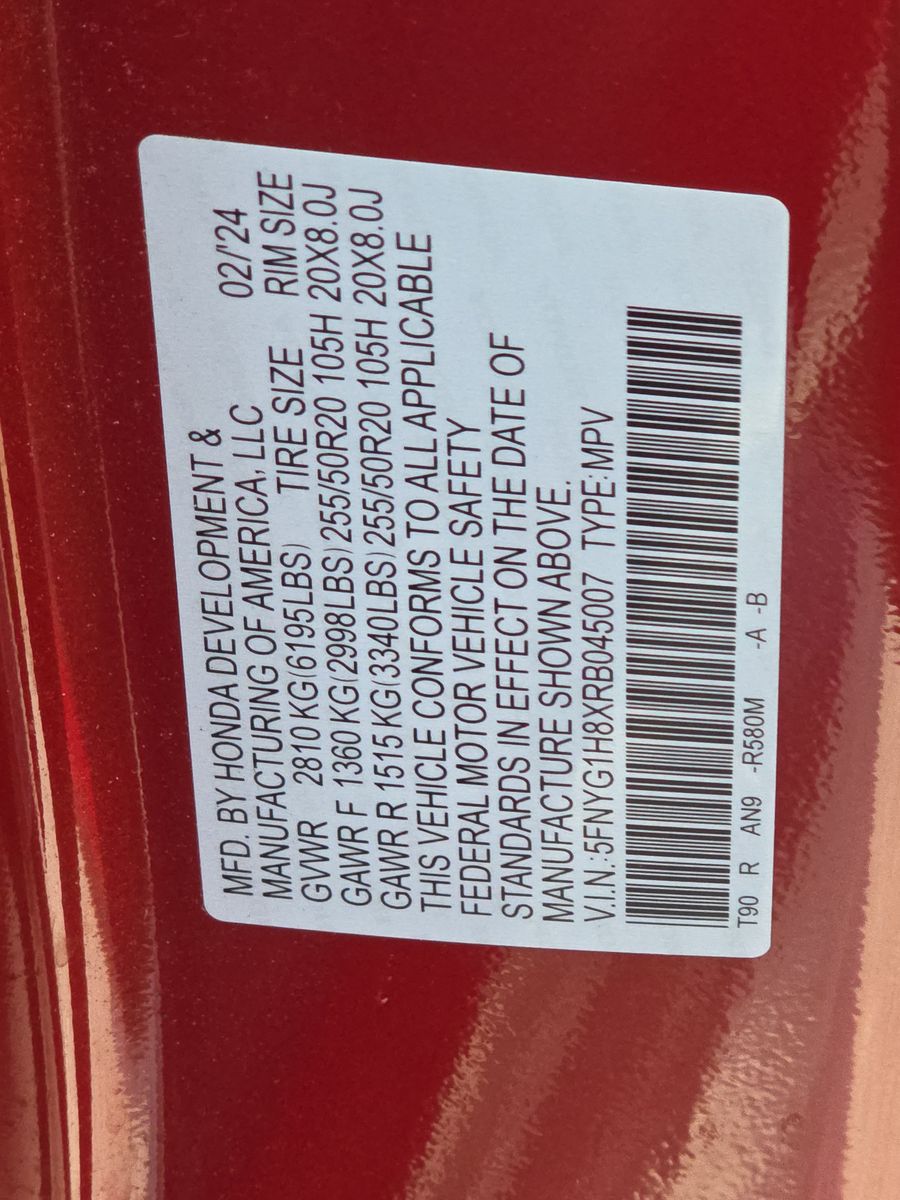 MFD. BY HONDA DEVELOPMENT &
MANUFACTURING OF AMERICA, LLC 02/'24
GVWR 2810 KG(6195LBS) TIRE SIZE RIM SIZE
GAWR F 1360 KG(2998LBS)255/50R20 105H 20X8.0J
GAWR R 1515 KG(3340LBS)255/50R20 105H 20X8.0J
THIS VEHICLE CONFORMS TO ALL APPLICABLE
FEDERAL MOTOR VEHICLE SAFETY
STANDARDS IN EFFECT ON THE DATE OF
MANUFACTURE SHOWN ABOVE.
V.I.N.:5FNYG1H8XRB045007 TYPE:MPV
T90 R AN9 -R580M -A -B